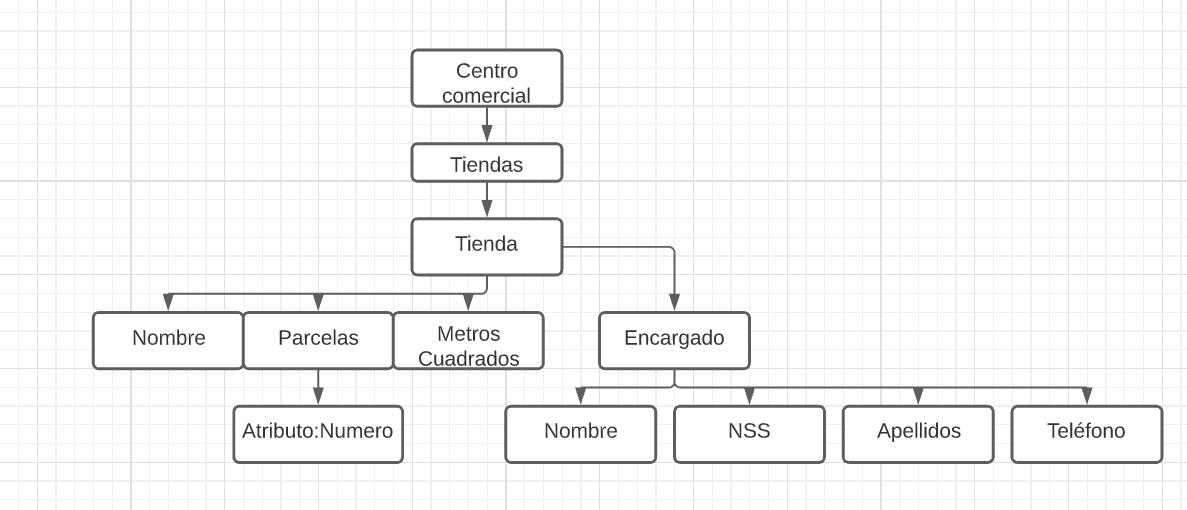 Centro
comercial
Tiendas
Tienda
Nombre
Parcelas
Metros
Cuadrados
Encargado
Atributo:Numero
Nombre
NSS
Apellidos
Teléfono